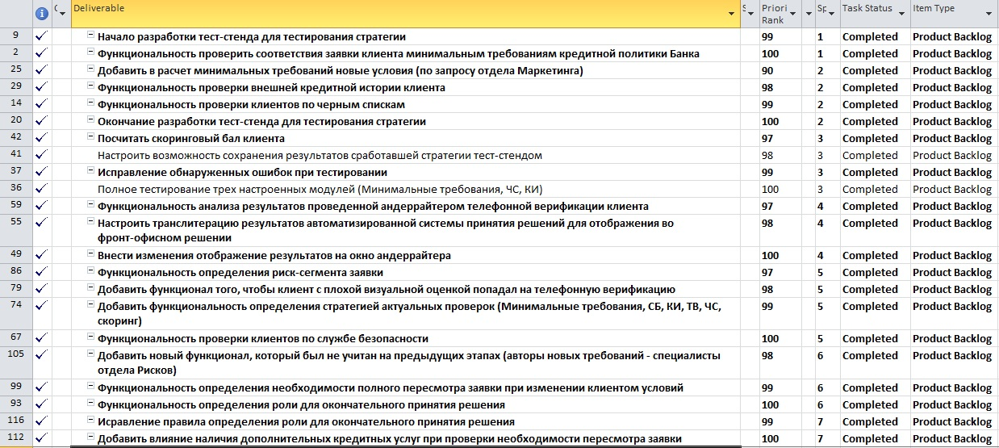 C Deliverable S Priori Sp Task Status Item Type
Rank
9 Начало разработки тест-стенда для тестирования стратегии 99 1 Completed Product Backlog
2 Функциональность проверить соответствия заявки клиента минимальным требованиям кредитной политики Банка 100 1 Completed Product Backlog
25 Добавить в расчет минимальных требований новые условия (по запросу отдела Маркетинга) 90 2 Completed Product Backlog
29 Функциональность проверки внешней кредитной истории клиента 98 2 Completed Product Backlog
14 Функциональность проверки клиентов по черным спискам 99 2 Completed Product Backlog
20 Окончание разработки тест-стенда для тестирования стратегии 100 2 Completed Product Backlog
42 Посчитать скоринговый бал клиента 97 3 Completed Product Backlog
41 Настроить возможность сохранения результатов сработавшей стратегии тест-стендом 98 3 Completed Product Backlog
37 Исправление обнаруженных ошибок при тестировании 99 3 Completed Product Backlog
36 Полное тестирование трех настроенных модулей (Минимальные требования, ЧС, КИ) 100 3 Completed Product Backlog
59 Функциональность анализа результатов проведенной андеррайтером телефонной верификации клиента 97 4 Completed Product Backlog
55 Настроить транслитерацию результатов автоматизированной системы принятия решений для отображения во 98 4 Completed Product Backlog
фронт-офисном решении
49 Внести изменения отображение результатов на окно андеррайтера 100 4 Completed Product Backlog
86 Функциональность определения риск-сегмента заявки 97 5 Completed Product Backlog
79 Добавить функционал того, чтобы клиент с плохой визуальной оценкой попадал на телефонную верификацию 98 5 Completed Product Backlog
74 Добавить функциональность определения стратегией актуальных проверок (Минимальные требования, СБ, КИ, ТВ, ЧС, 99 5 Completed Product Backlog
скоринг)
67 Функциональность проверки клиентов по службе безопасности 100 5 Completed Product Backlog
105 Добавить новый функционал, который был не учитан на предыдущих этапах (авторы новых требований - специалисты 98 6 Completed Product Backlog
отдела Рисков)
99 Функциональность определения необходимости полного пересмотра заявки при изменении клиентом условий 99 6 Completed Product Backlog
93 Функциональность определения роли для окончательного принятия решения 100 6 Completed Product Backlog
116 Исравление правила определения роли для окончательного принятия решения 99 7 Completed Product Backlog
112 Добавить влияние наличия дополнительных кредитных услуг при проверки необходимости пересмотра заявки 100 7 Completed Product Backlog